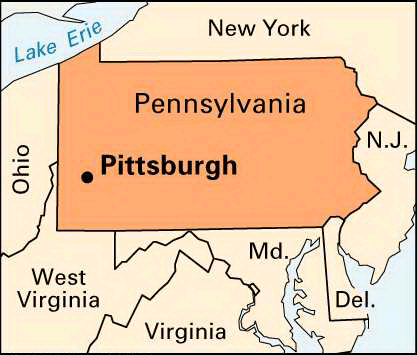 Lake Erie
New York
Pennsylvania
N.J.
Ohio
Pittsburgh
Md.
West
Virginia
Del.
Virginia